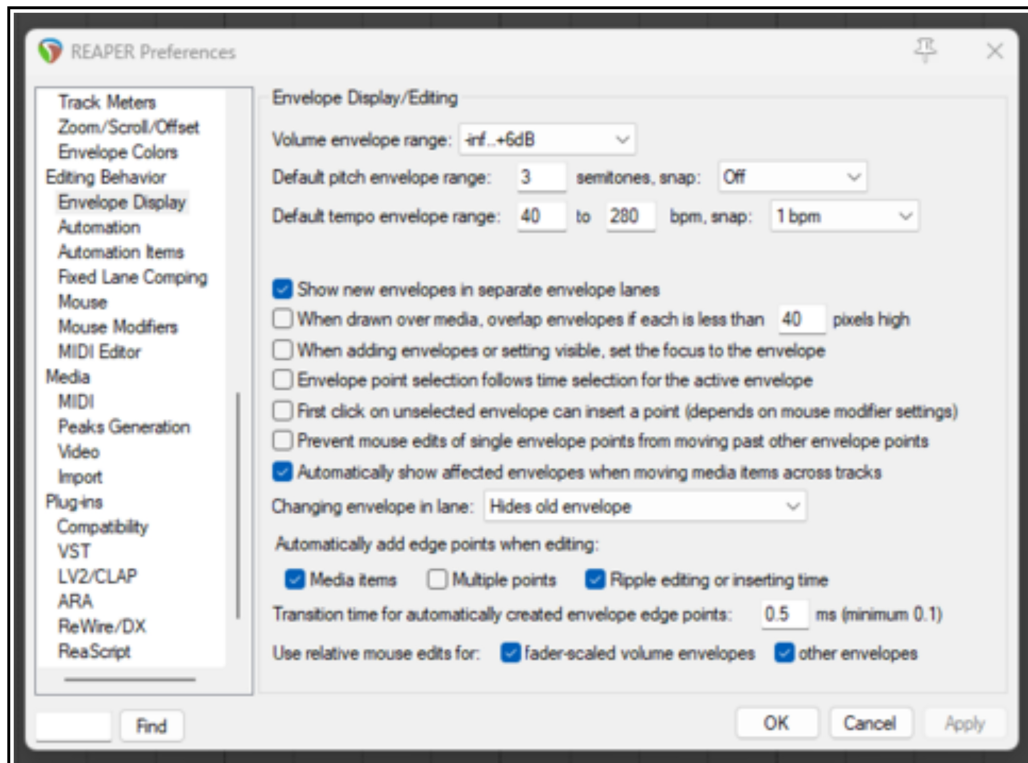 REAPER Preferences
Track Meters
Zoom/Scroll/Offset
Envelope Colors
Editing Behavior
Envelope Display
Automation
Automation Items
Fixed Lane Comping
Mouse
Mouse Modifiers
MIDI Editor
Media
MIDI
Peaks Generation
Video
Import
Plug-ins
Compatibility
VST
LV2/CLAP
ARA
ReWire/DX
ReaScript
Find
Envelope Display/Editing
Volume envelope range: -inf..+6dB
Default pitch envelope range: 3 semitones, snap: Off
Default tempo envelope range: 40 to 280 bpm, snap: 1 bpm
Show new envelopes in separate envelope lanes
When drawn over media, overlap envelopes if each is less than 40 pixels high
When adding envelopes or setting visible, set the focus to the envelope
Envelope point selection follows time selection for the active envelope
First click on unselected envelope can insert a point (depends on mouse modifier settings)
Prevent mouse edits of single envelope points from moving past other envelope points
Automatically show affected envelopes when moving media items across tracks
Changing envelope in lane: Hides old envelope
Automatically add edge points when editing:
Media items Multiple points Ripple editing or inserting time
Transition time for automatically created envelope edge points: 0.5 ms (minimum 0.1)
Use relative mouse edits for: fader-scaled volume envelopes other envelopes
OK Cancel Apply